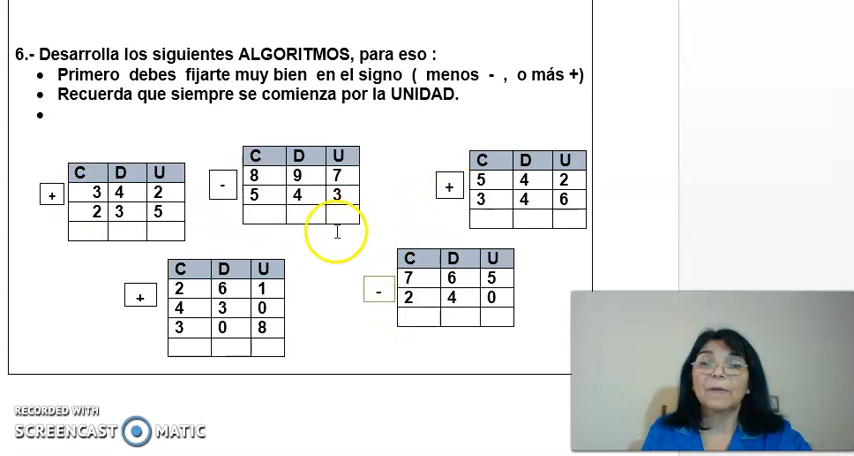 6.- Desarrolla los siguientes ALGORITMOS, para eso :
• Primero debes fijarte muy bien en el signo ( menos - , o más +)
• Recuerda que siempre se comienza por la UNIDAD.
•
+
C D U
3 4 2
2 3 5
-
C D U
8 9 7
5 4 3
+
C D U
5 4 2
3 4 6
+
C D U
2 6 1
4 3 0
3 0 8
-
C D U
7 6 5
2 4 0
RECORDED WITH
SCREENCAST MATIC